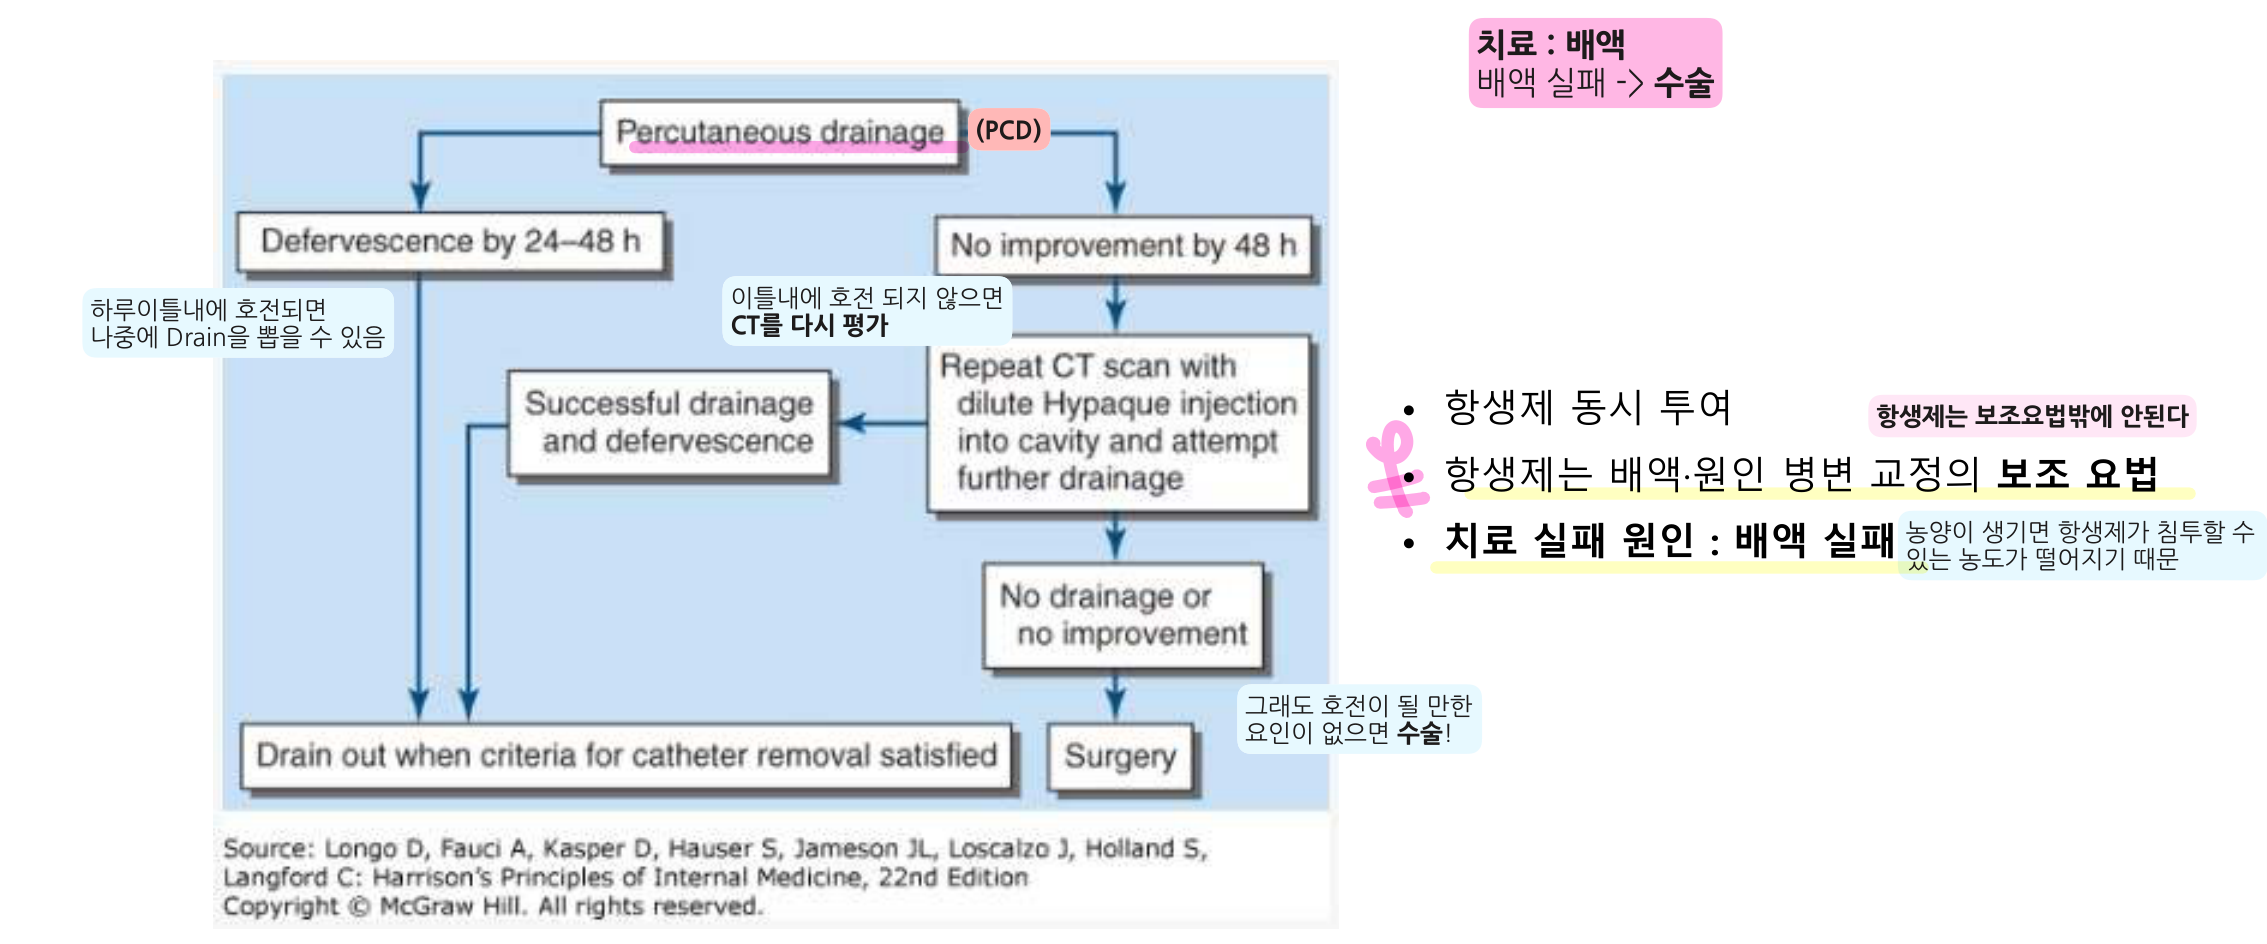 치료 : 배액
배액 실패 -> 수술
Percutaneous drainage
(PCD)
Defervescence by 24–48 h
No improvement by 48 h
하루이틀내에 호전되면
나중에 Drain을 뽑을 수 있음
이틀내에 호전 되지 않으면
CT를 다시 평가
Repeat CT scan with
dilute Hypaque injection
into cavity and attempt
further drainage
Successful drainage
and defervescence
No drainage or
no improvement
그래도 호전이 될 만한
요인이 없으면 수술!
Drain out when criteria for catheter removal satisfied
Surgery
Source: Longo D, Fauci A, Kasper D, Hauser S, Jameson JL, Loscalzo J, Holland S,
Langford C: Harrison's Principles of Internal Medicine, 22nd Edition
Copyright © McGraw Hill. All rights reserved.
• 항생제 동시 투여
항생제는 보조요법밖에 안된다
• 항생제는 배액·원인 병변 교정의 보조 요법
• 치료 실패 원인 : 배액 실패
농양이 생기면 항생제가 침투할 수
있는 농도가 떨어지기 때문